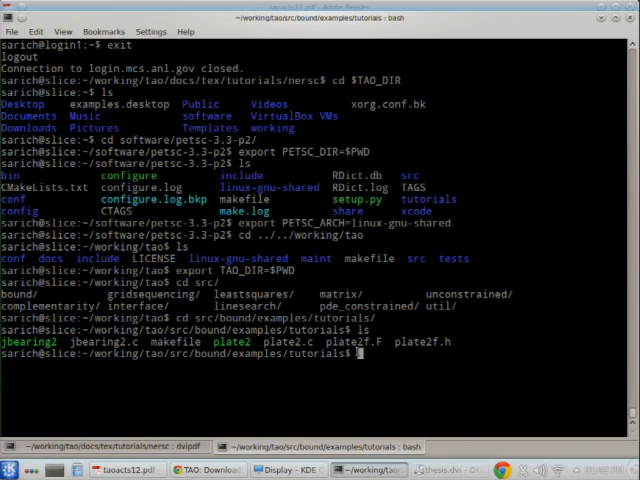 taoacts12.pdf - Adobe Reader
~/working/tao/src/bound/examples/tutorials : bash
File Edit View Bookmarks Settings Help
sarich@login1:~> exit
logout
Connection to login.mcs.anl.gov closed.
sarich@slice:~/working/tao/docs/tex/tutorials/nersc$ cd $TAO_DIR
sarich@slice:~$ ls
Desktop examples.desktop Public Videos xorg.conf.bk
Documents Music software VirtualBox VMs
Downloads Pictures Templates working
sarich@slice:~$ cd software/petsc-3.3-p2/
sarich@slice:~/software/petsc-3.3-p2$ export PETSC_DIR=$PWD
sarich@slice:~/software/petsc-3.3-p2$ ls
bin configure include RDict.db src
CMakeLists.txt configure.log linux-gnu-shared RDict.log TAGS
conf configure.log.bkp makefile setup.py tutorials
config CTAGS make.log share xcode
sarich@slice:~/software/petsc-3.3-p2$ export PETSC_ARCH=linux-gnu-shared
sarich@slice:~/software/petsc-3.3-p2$ cd ../../working/tao
sarich@slice:~/working/tao$ ls
conf docs include LICENSE linux-gnu-shared maint makefile src tests
sarich@slice:~/working/tao$ export TAO_DIR=$PWD
sarich@slice:~/working/tao$ cd src/
bound/ gridsequencing/ leastsquares/ matrix/ unconstrained/
complementarity/ interface/ linesearch/ pde_constrained/ util/
sarich@slice:~/working/tao$ cd src/bound/examples/tutorials/
sarich@slice:~/working/tao/src/bound/examples/tutorials$ ls
jbearing2 jbearing2.c makefile plate2 plate2.c plate2f.F plate2f.h
sarich@slice:~/working/tao/src/bound/examples/tutorials$
~/working/tao/docs/tex/tutorials/nersc : dvipdf
~/working/tao/src/bound/examples/tutorials : bash
taoacts12.pdf
TAO: Download
Display – KDE C
~/working/tao/
thesis.dvi – Ok